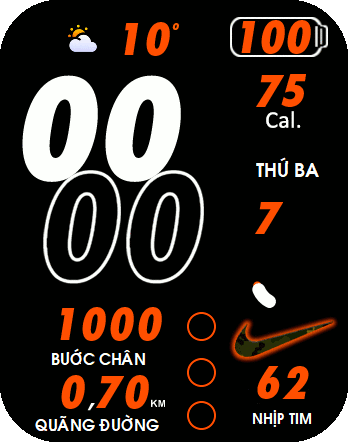 10°
100
00
75
Cal.
THỨ BA
00
7
1000
BƯỚC CHÂN
0,70 KM
QUÃNG ĐƯỜNG
62
NHỊP TIM